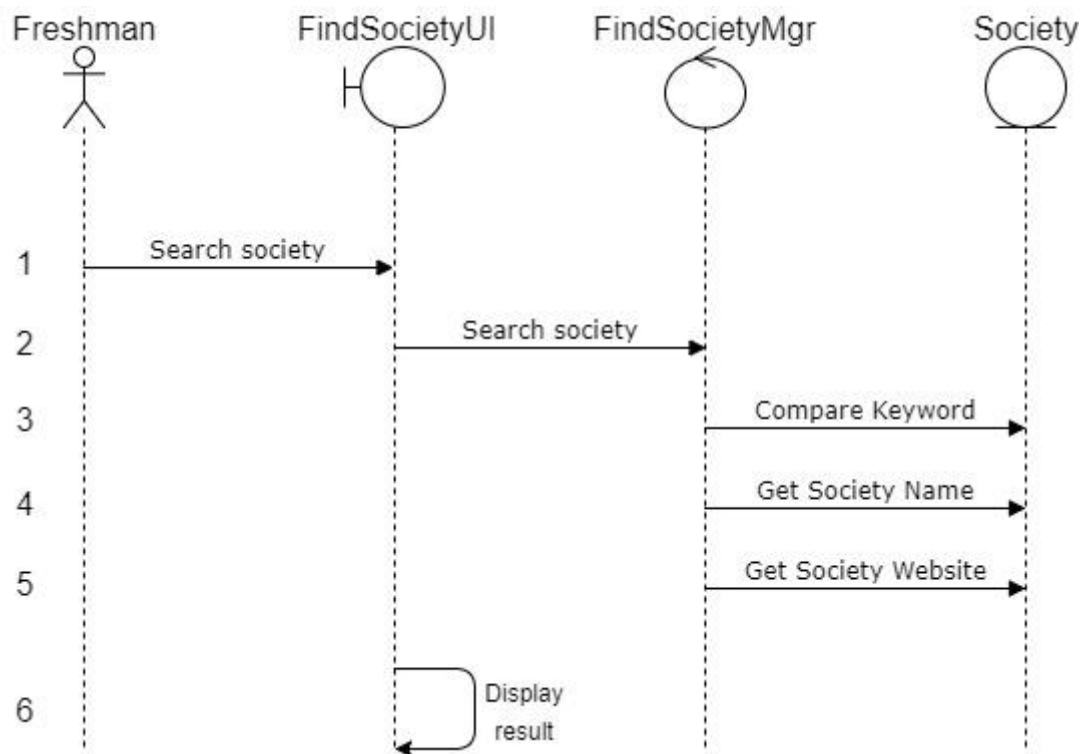 Freshman
FindSocietyUI
FindSocietyMgr
Society
1
Search society
2
Search society
3
Compare Keyword
4
Get Society Name
5
Get Society Website
6
Display
result